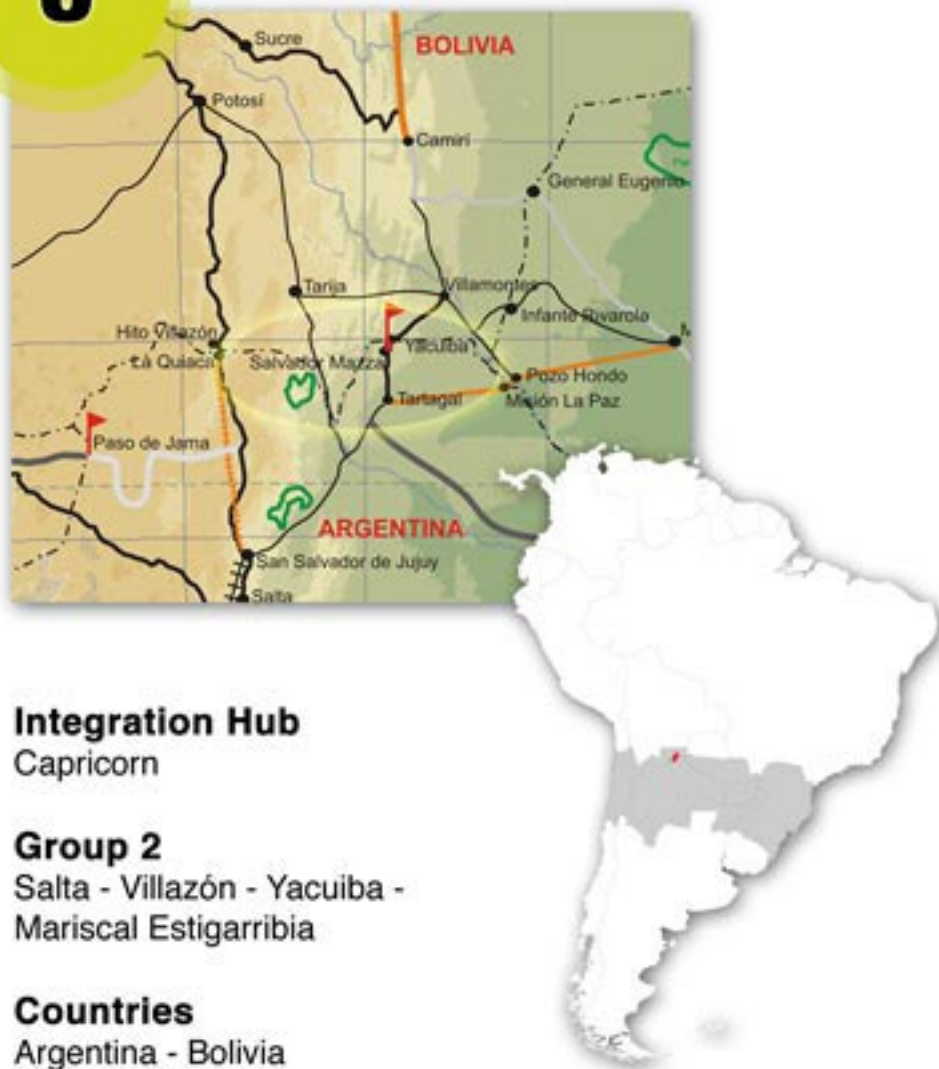 Sucre
BOLIVIA
Potosí
Camirí
General Eugenio
Tarija
Villamontes
Infante Rivarola
Hito Villazón
La Quiaca
Salvador Mazza
Yacuiba
M
Pozo Hondo
Tartagal
Misión La Paz
Paso de Jama
ARGENTINA
San Salvador de Jujuy
Salta
Integration Hub
Capricorn
Group 2
Salta - Villazón - Yacuiba -
Mariscal Estigarribia
Countries
Argentina - Bolivia